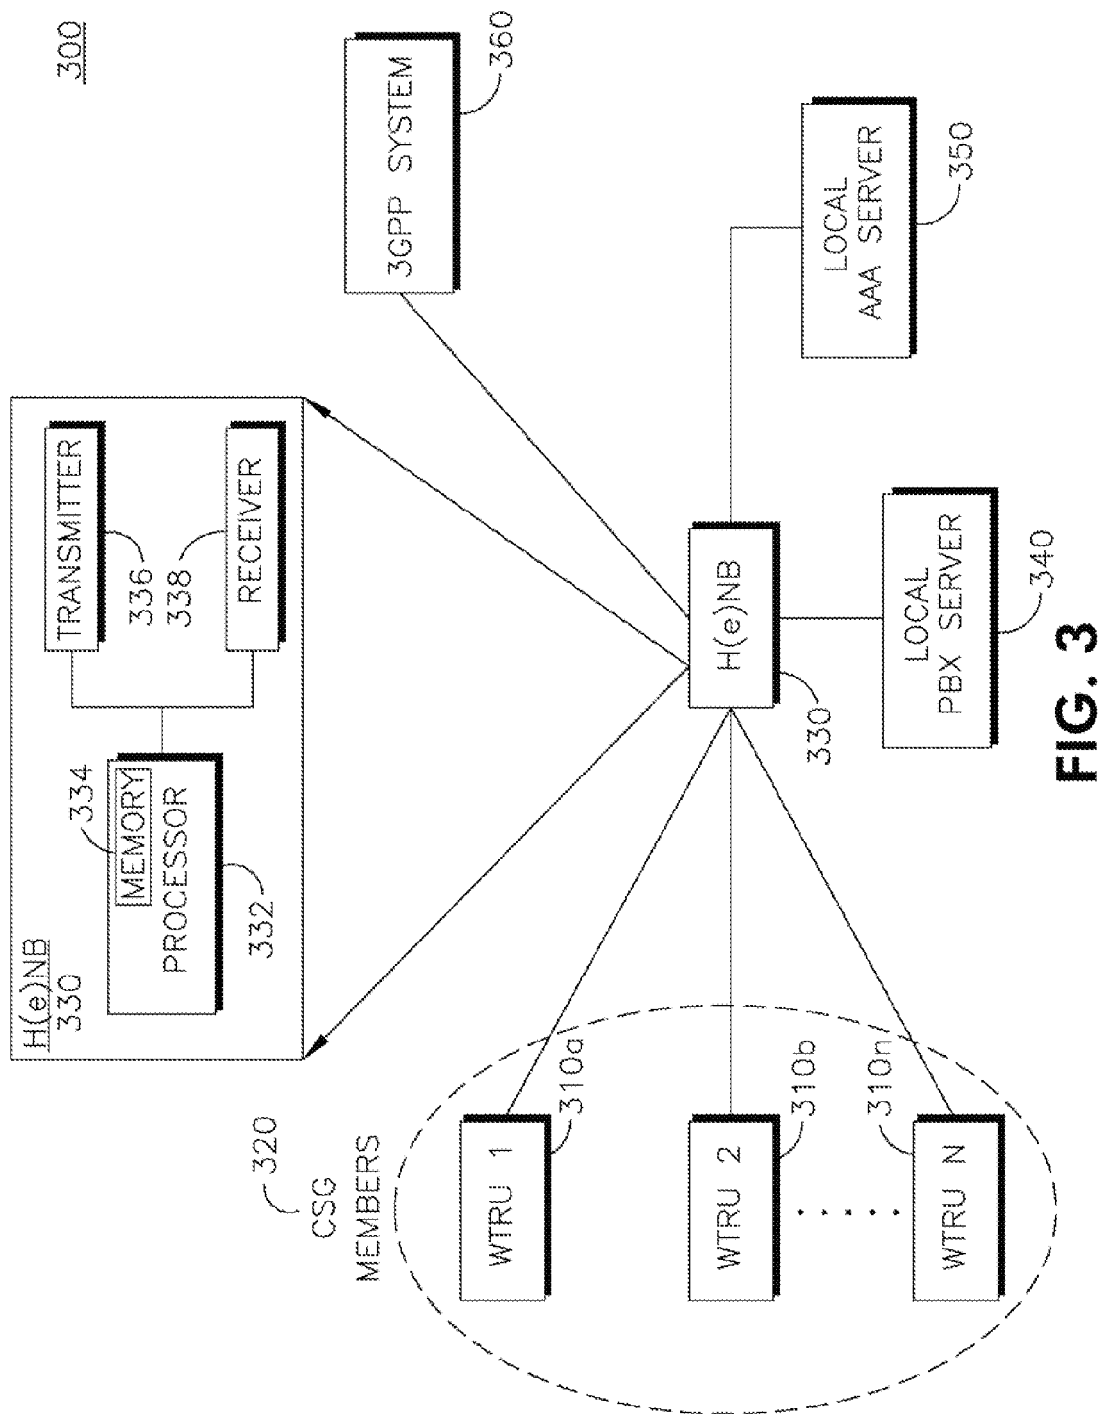 300
H(e)NB
330
334
MEMORY
PROCESSOR
332
TRANSMITTER
336
338
RECEIVER
3GPP SYSTEM
360
320
CSG
MEMBERS
WTRU 1
310a
WTRU 2
310b
310n
WTRU N
H(e)NB
330
LOCAL
PBX SERVER
340
LOCAL
AAA SERVER
350
FIG. 3